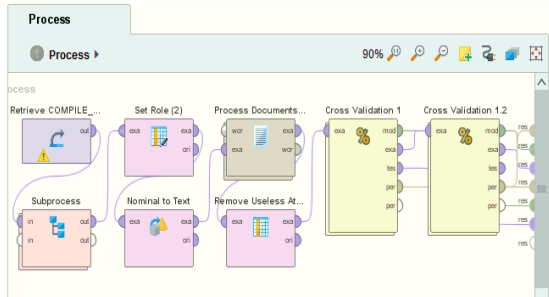 Process
Process
90%
ocess
Retrieve COMPILE_...
Set Role (2)
Process Documents...
Cross Validation 1
Cross Validation 1.2
out
exa
exa
ori
wor
exa
exa
wor
exa
mod
exa
tes
per
per
exa
mod
exa
tes
per
per
res
res
res
res
res
res
Subprocess
Nominal to Text
Remove Useless At...
in
out
in
out
exa
exa
ori
exa
exa
ori